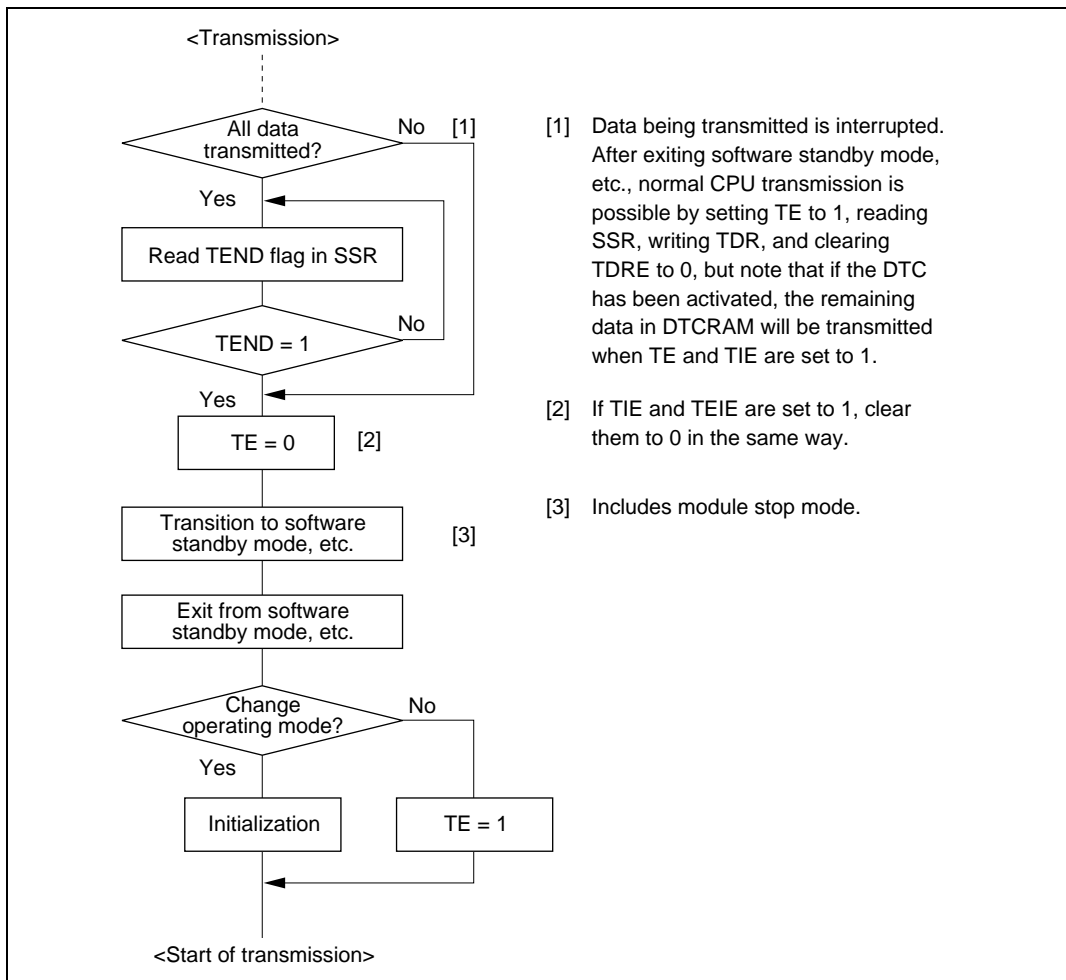 <Transmission>
All data
transmitted?
No
[1]
Yes
Read TEND flag in SSR
TEND = 1
No
Yes
TE = 0
[2]
Transition to software
standby mode, etc.
[3]
Exit from software
standby mode, etc.
Change
operating mode?
No
Yes
Initialization
TE = 1
<Start of transmission>
[1] Data being transmitted is interrupted.
After exiting software standby mode,
etc., normal CPU transmission is
possible by setting TE to 1, reading
SSR, writing TDR, and clearing
TDRE to 0, but note that if the DTC
has been activated, the remaining
data in DTCRAM will be transmitted
when TE and TIE are set to 1.
[2] If TIE and TEIE are set to 1, clear
them to 0 in the same way.
[3] Includes module stop mode.